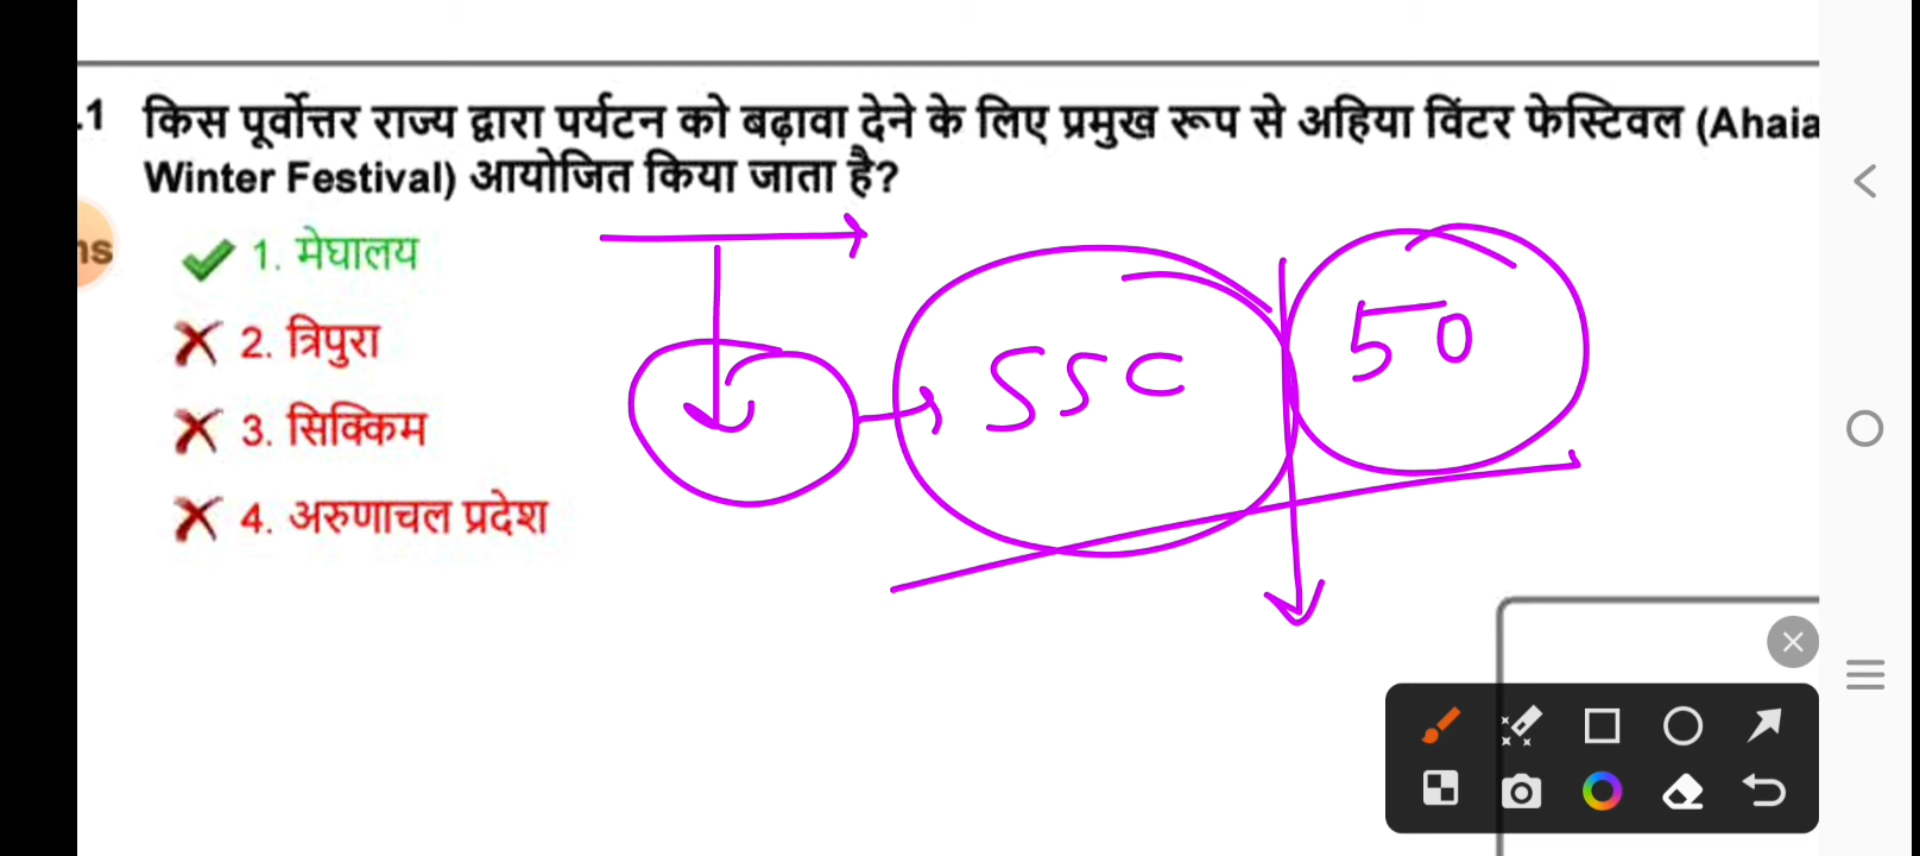 .1 किस पूर्वोत्तर राज्य द्वारा पर्यटन को बढ़ावा देने के लिए प्रमुख रूप से अहिया विंटर फेस्टिवल (Ahaia
Winter Festival) आयोजित किया जाता है?
ns
1. मेघालय
2. त्रिपुरा
3. सिक्किम
4. अरुणाचल प्रदेश
SSC
50